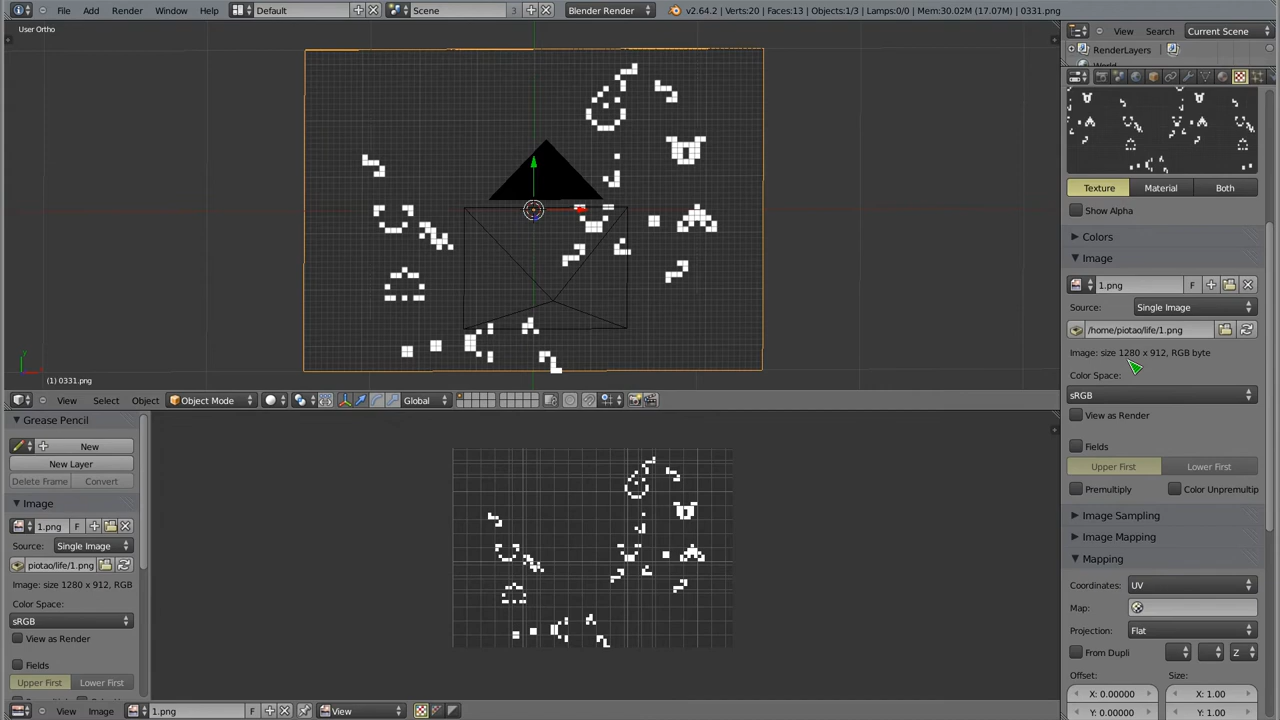 File Add Render Window Help Default Scene 3 Blender Render v2.64.2 | Verts:20 | Faces:13 | Objects:1/3 | Lamps:0/0 | Mem:30.02M (17.07M) | 0331.png
View Search Current Scene
User Ortho
RenderLayers
Texture Material Both
Show Alpha
Colors
Image
1.png F
Source: Single Image
/home/piotao/life/1.png
Image: size 1280 x 912, RGB byte
Color Space:
sRGB
View as Render
Fields
Upper First Lower First
Premultiply Color Unpremultip
Image Sampling
Image Mapping
Mapping
Coordinates: UV
Map:
Projection: Flat
From Dupli Z
Offset: Size:
X: 0.00000 X: 1.00
Y: 0.00000 Y: 1.00
y
(1) 0331.png
View Select Object Object Mode Global
Grease Pencil
New
New Layer
Delete Frame Convert
Image
1.png F
Source: Single Image
piotao/life/1.png
Image: size 1280 x 912, RGB
Color Space:
sRGB
View as Render
Fields
Upper First Lower First
View Image 1.png F View